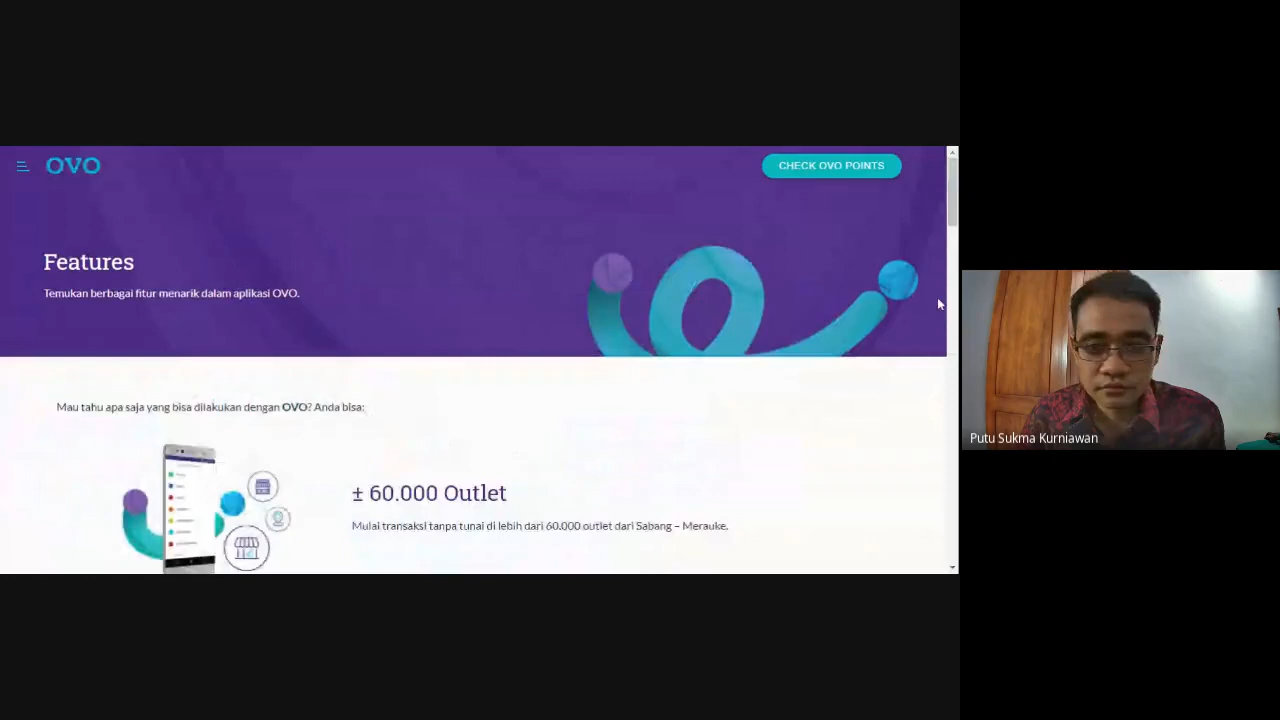 OVO
CHECK OVO POINTS
Features
Temukan berbagai fitur menarik dalam aplikasi OVO.
Mau tahu apa saja yang bisa dilakukan dengan OVO? Anda bisa:
± 60.000 Outlet
Mulai transaksi tanpa tunai di lebih dari 60.000 outlet dari Sabang – Merauke.
Putu Sukma Kurniawan